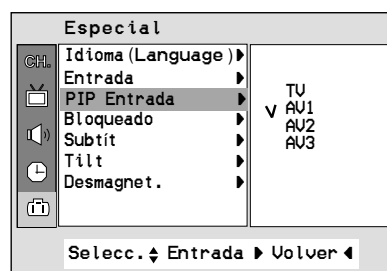 Especial
CH.
Idioma (Language)
Entrada
PIP Entrada
Bloqueado
Subtít
Tilt
Desmagnet.
TV
AV1
AV2
AV3
Selecc. Entrada Volver